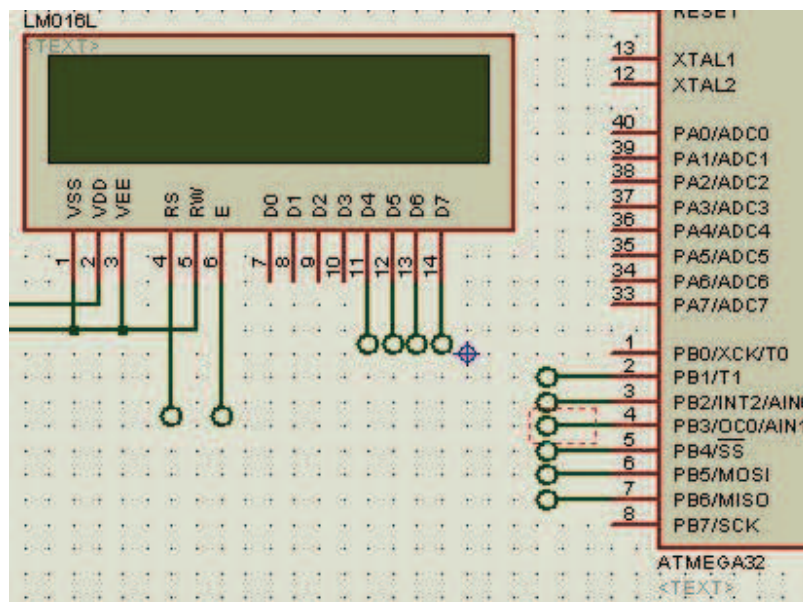 LM016L
<TEXT>
VSS
VDD
VEE
RS
RW
E
D0
D1
D2
D3
D4
D5
D6
D7
1
2
3
4
5
6
7
8
9
10
11
12
13
14
RESET
13 XTAL1
12 XTAL2
40 PA0/ADC0
39 PA1/ADC1
38 PA2/ADC2
37 PA3/ADC3
36 PA4/ADC4
35 PA5/ADC5
34 PA6/ADC6
33 PA7/ADC7
1 PB0/XCK/T0
2 PB1/T1
3 PB2/INT2/AIN0
4 PB3/OC0/AIN1
5 PB4/SS
6 PB5/MOSI
7 PB6/MISO
8 PB7/SCK
ATMEGA32
<TEXT>